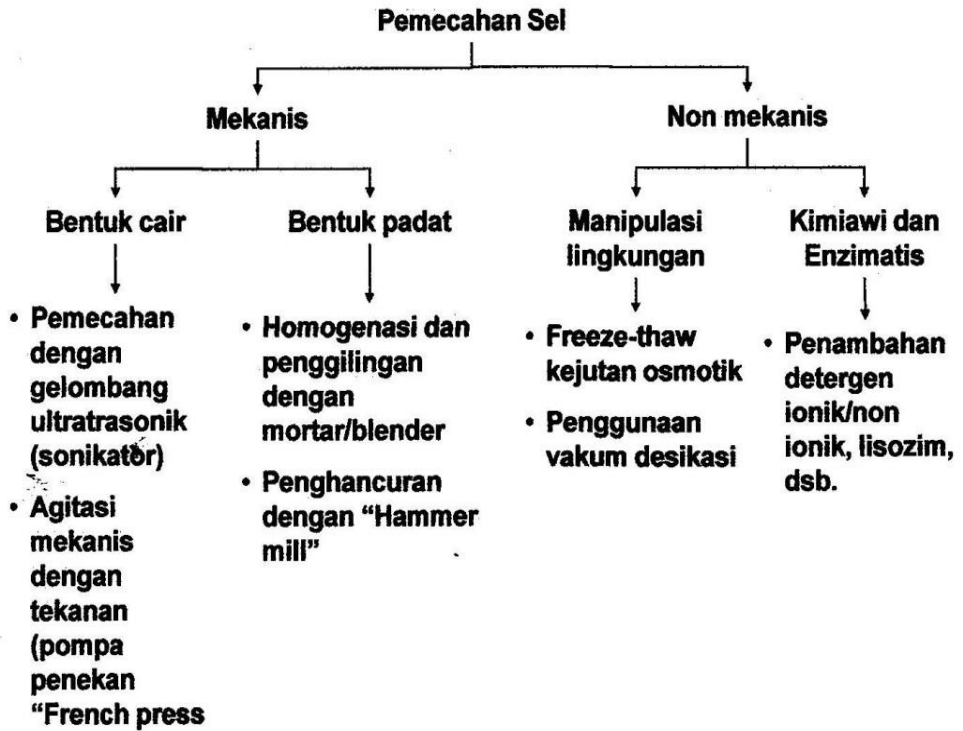 Pemecahan Sel
Mekanis
Non mekanis
Bentuk cair
Bentuk padat
Manipulasi
lingkungan
Kimiawi dan
Enzimatis
• Pemecahan
dengan
gelombang
ultratrasonik
(sonikator)
• Agitasi
mekanis
dengan
tekanan
(pompa
penekan
“French press
• Homogenasi dan
penggilingan
dengan
mortar/blender
• Penghancuran
dengan “Hammer
mill”
• Freeze-thaw
kejutan osmotik
• Penggunaan
vakum desikasi
• Penambahan
detergen
ionik/non
ionik, lisozim,
dsb.